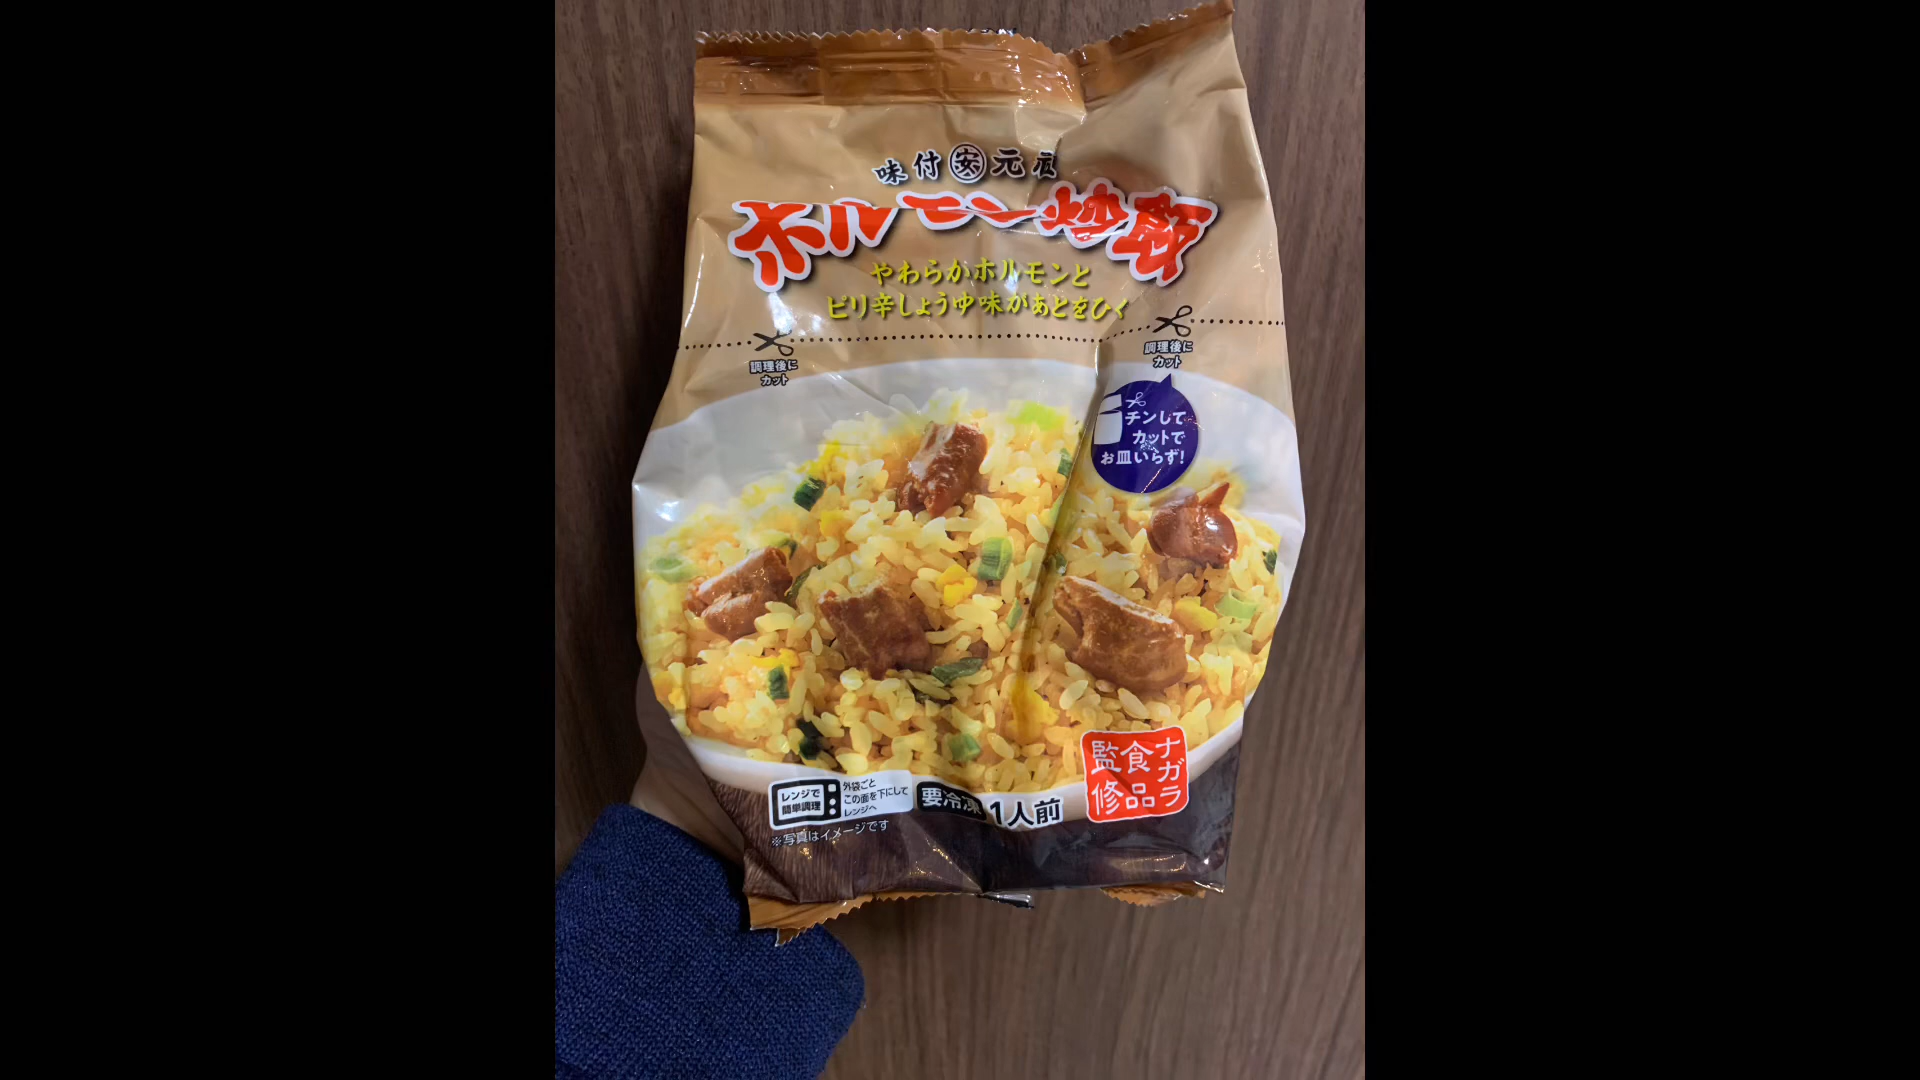 味付安元祖
ホルモン炒飯
やわらかホルモンと
ピリ辛しょうゆ味があとをひく
調理後に
カット
調理後に
カット
チンして
カットで
お皿いらず!
ナガラ
食品
監修
レンジで
簡単調理
外袋ごと
この面を下にして
レンジへ
要冷凍
1人前
※写真はイメージです